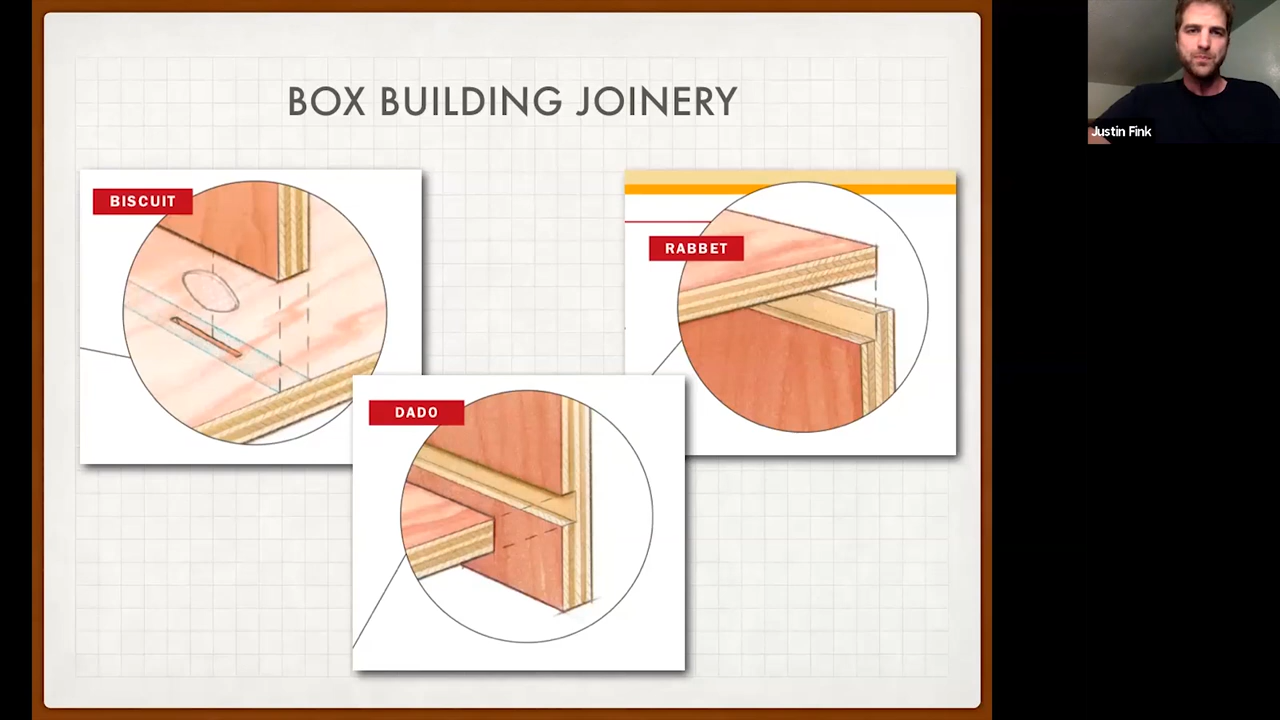 BOX BUILDING JOINERY
BISCUIT
RABBET
DADO
Justin Fink